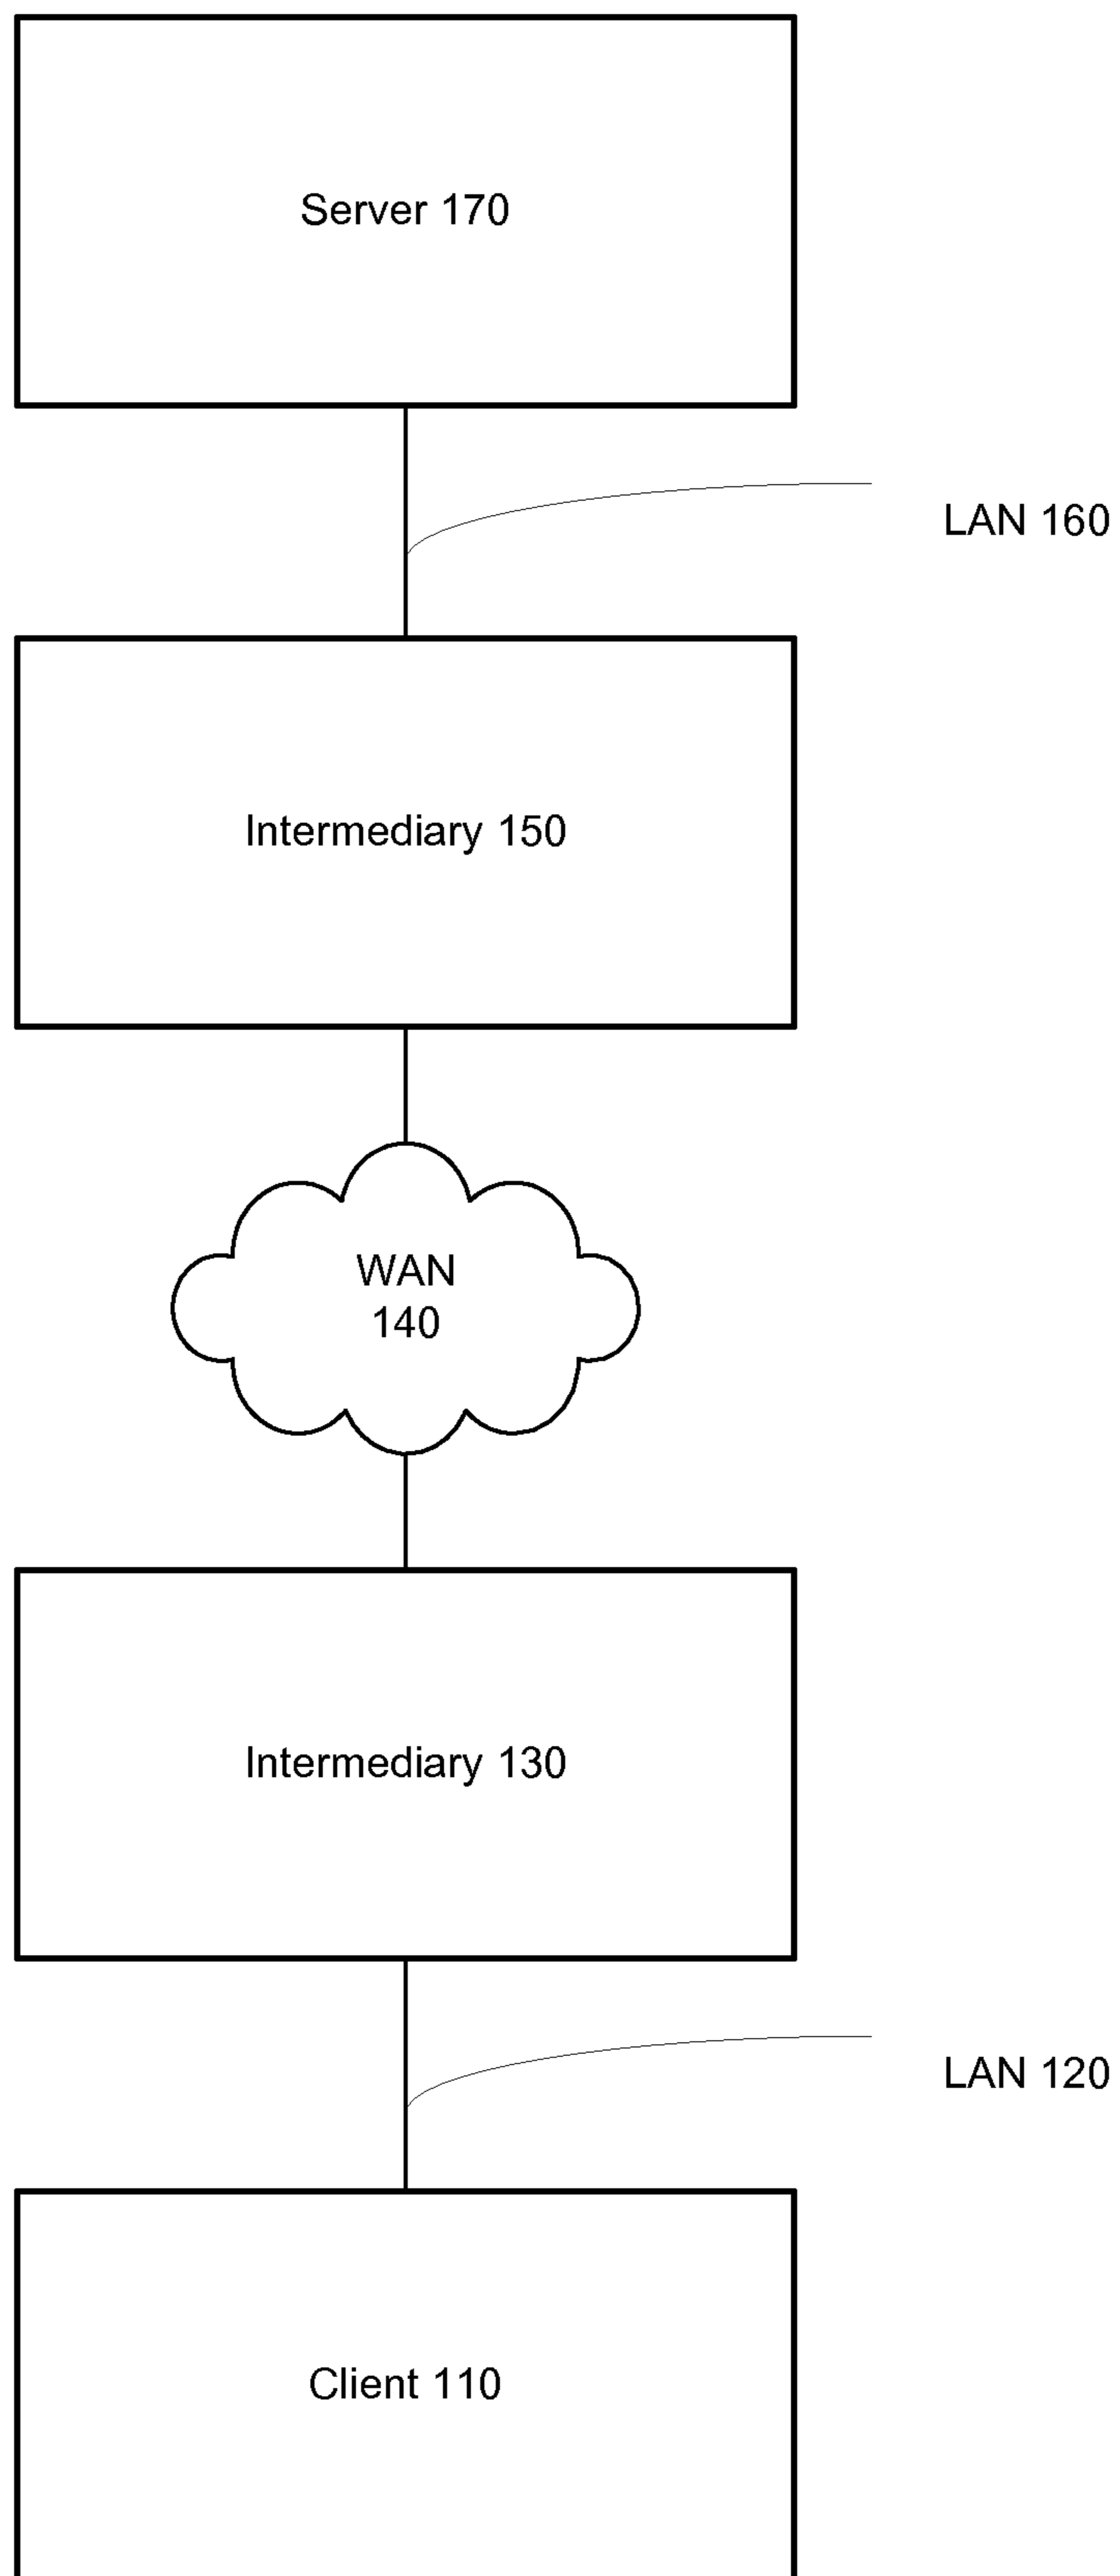 Server 170
LAN 160
Intermediary 150
WAN
140
Intermediary 130
LAN 120
Client 110